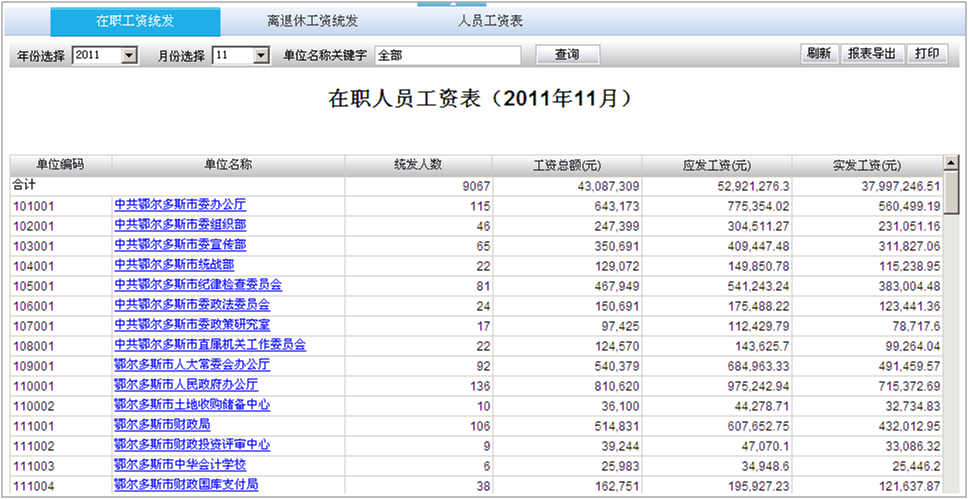 在职工资统发 离退休工资统发 人员工资表
年份选择 2011 月份选择 11 单位名称关键字 全部 查询 刷新 报表导出 打印
在职人员工资表（2011年11月）
单位编码 单位名称 统发人数 工资总额(元) 应发工资(元) 实发工资(元)
合计 9067 43,087,309 52,921,276.3 37,997,246.51
101001 中共鄂尔多斯市委办公厅 115 643,173 775,354.02 560,499.19
102001 中共鄂尔多斯市委组织部 46 247,399 304,511.27 231,051.16
103001 中共鄂尔多斯市委宣传部 65 350,691 409,447.48 311,827.06
104001 中共鄂尔多斯市统战部 22 129,072 149,850.78 115,238.95
105001 中共鄂尔多斯市纪律检查委员会 81 467,949 541,243.24 383,004.48
106001 中共鄂尔多斯市委政法委员会 24 150,691 175,488.22 123,441.36
107001 中共鄂尔多斯市委政策研究室 17 97,425 112,429.79 78,717.6
108001 中共鄂尔多斯市直属机关工作委员会 22 124,570 143,625.7 99,264.04
109001 鄂尔多斯市人大常委会办公厅 92 540,379 684,963.33 491,459.57
110001 鄂尔多斯市人民政府办公厅 136 810,620 975,242.94 715,372.69
110002 鄂尔多斯市土地收购储备中心 10 36,100 44,278.71 32,734.83
111001 鄂尔多斯市财政局 106 514,831 607,652.75 432,012.95
111002 鄂尔多斯市财政投资评审中心 9 39,244 47,070.1 33,086.32
111003 鄂尔多斯市中华会计学校 6 25,983 34,948.6 25,446.2
111004 鄂尔多斯市财政国库支付局 38 162,751 195,927.23 121,637.87